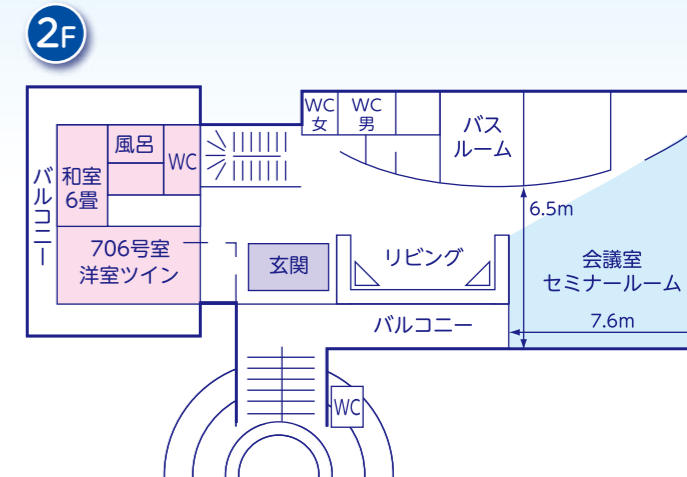 2F
WC
女
WC
男
バス
ルーム
風呂
WC
和室
6畳
バルコニー
6.5m
706号室
洋室ツイン
玄関
リビング
会議室
セミナールーム
バルコニー
7.6m
WC